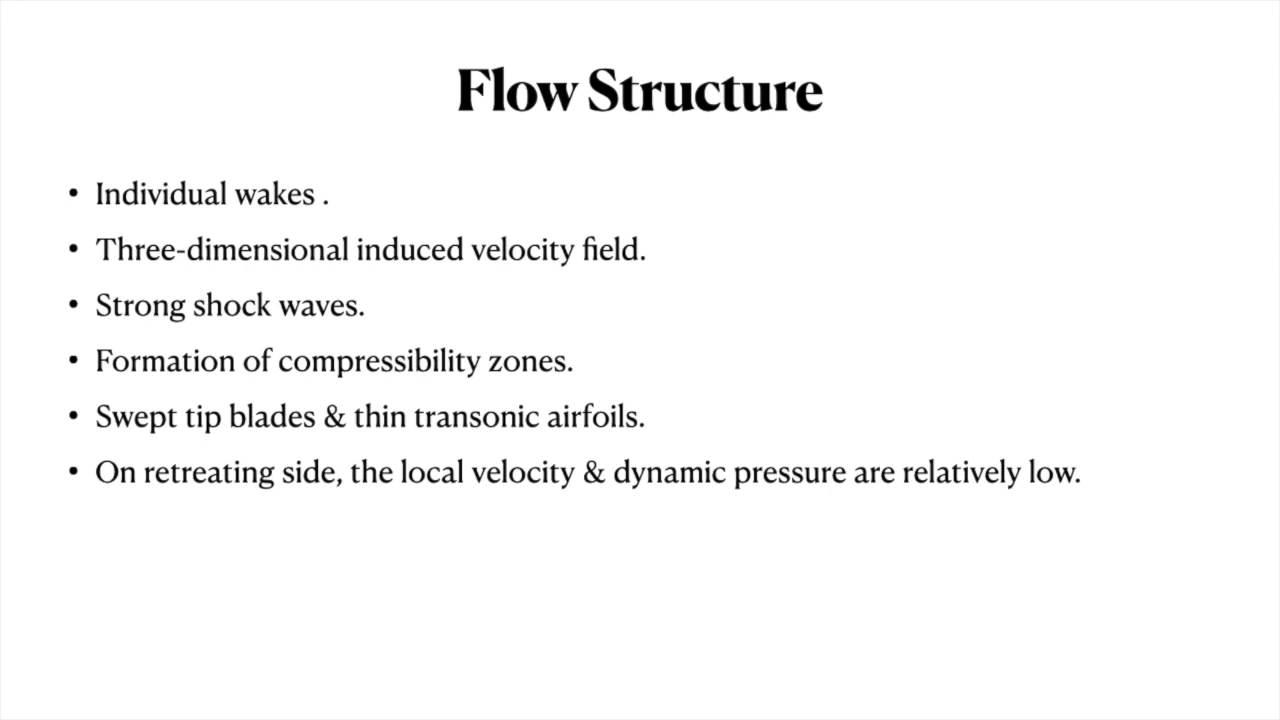 Flow Structure
• Individual wakes .
• Three-dimensional induced velocity field.
• Strong shock waves.
• Formation of compressibility zones.
• Swept tip blades & thin transonic airfoils.
• On retreating side, the local velocity & dynamic pressure are relatively low.